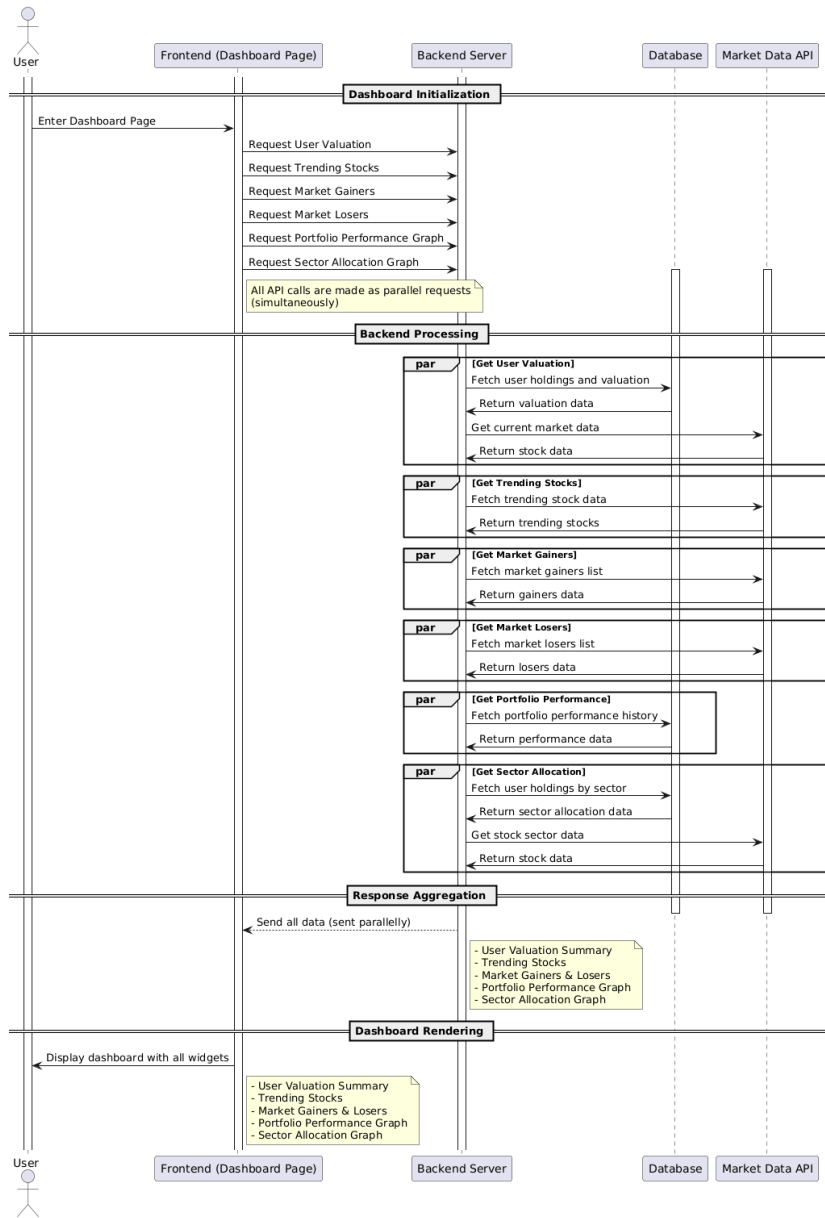 User
Frontend (Dashboard Page)
Backend Server
Database
Market Data API
Dashboard Initialization
Enter Dashboard Page
Request User Valuation
Request Trending Stocks
Request Market Gainers
Request Market Losers
Request Portfolio Performance Graph
Request Sector Allocation Graph
All API calls are made as parallel requests
(simultaneously)
Backend Processing
par [Get User Valuation]
Fetch user holdings and valuation
Return valuation data
Get current market data
Return stock data
par [Get Trending Stocks]
Fetch trending stock data
Return trending stocks
par [Get Market Gainers]
Fetch market gainers list
Return gainers data
par [Get Market Losers]
Fetch market losers list
Return losers data
par [Get Portfolio Performance]
Fetch portfolio performance history
Return performance data
par [Get Sector Allocation]
Fetch user holdings by sector
Return sector allocation data
Get stock sector data
Return stock data
Response Aggregation
Send all data (sent parallelly)
- User Valuation Summary
- Trending Stocks
- Market Gainers & Losers
- Portfolio Performance Graph
- Sector Allocation Graph
Dashboard Rendering
Display dashboard with all widgets
- User Valuation Summary
- Trending Stocks
- Market Gainers & Losers
- Portfolio Performance Graph
- Sector Allocation Graph
User
Frontend (Dashboard Page)
Backend Server
Database
Market Data API